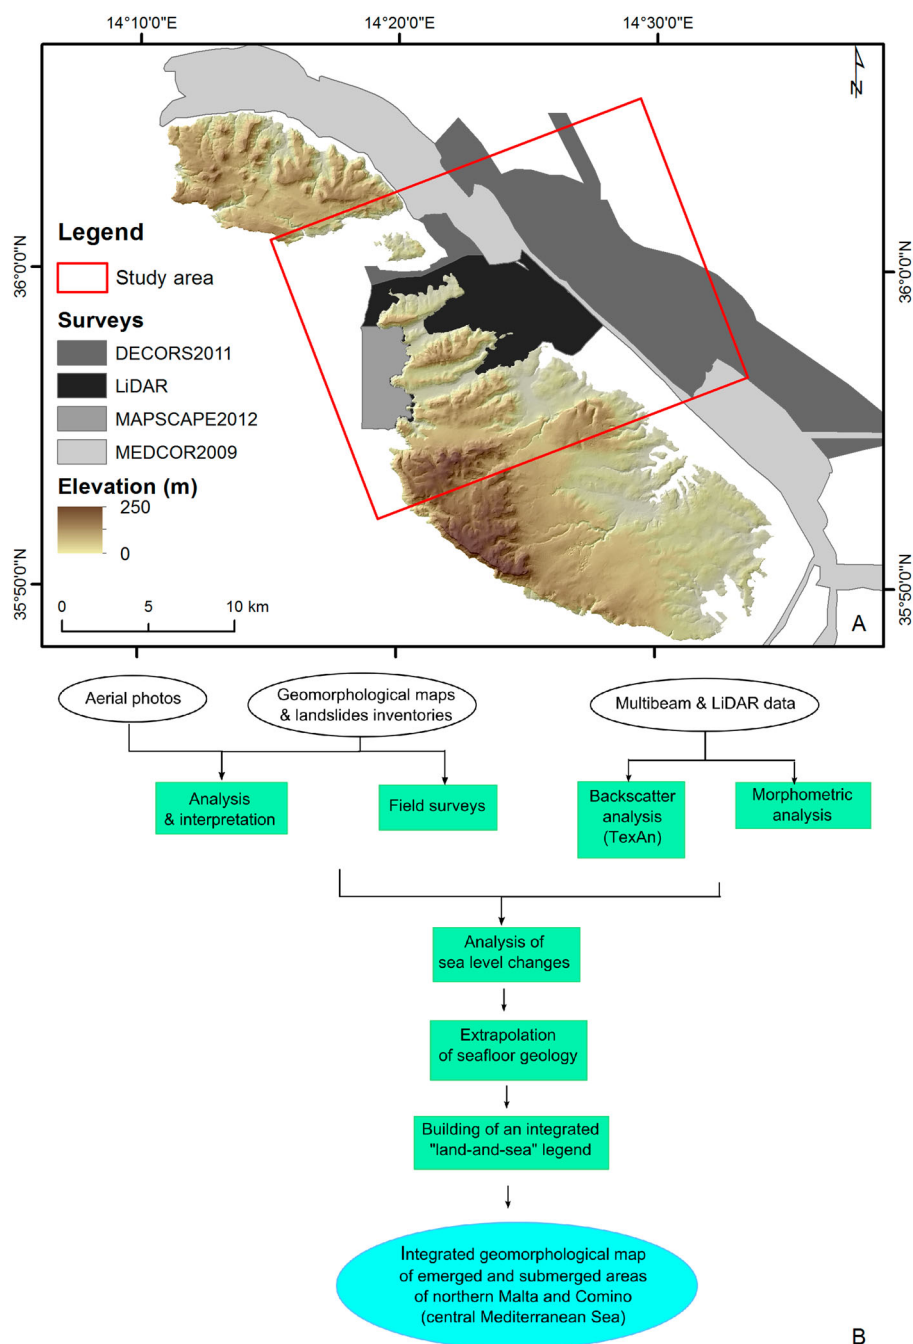 14°10'0"E
14°20'0"E
14°30'0"E
N
36°0'0"N
36°0'0"N
Legend
Study area
Surveys
DECORS2011
LiDAR
MAPSCAPE2012
MEDCOR2009
Elevation (m)
250
0
35°50'0"N
35°50'0"N
0 5 10 km
A
Aerial photos
Geomorphological maps
& landslides inventories
Multibeam & LiDAR data
Analysis
& interpretation
Field surveys
Backscatter
analysis
(TexAn)
Morphometric
analysis
Analysis of
sea level changes
Extrapolation
of seafloor geology
Building of an integrated
"land-and-sea" legend
Integrated geomorphological map
of emerged and submerged areas
of northern Malta and Comino
(central Mediterranean Sea)
B